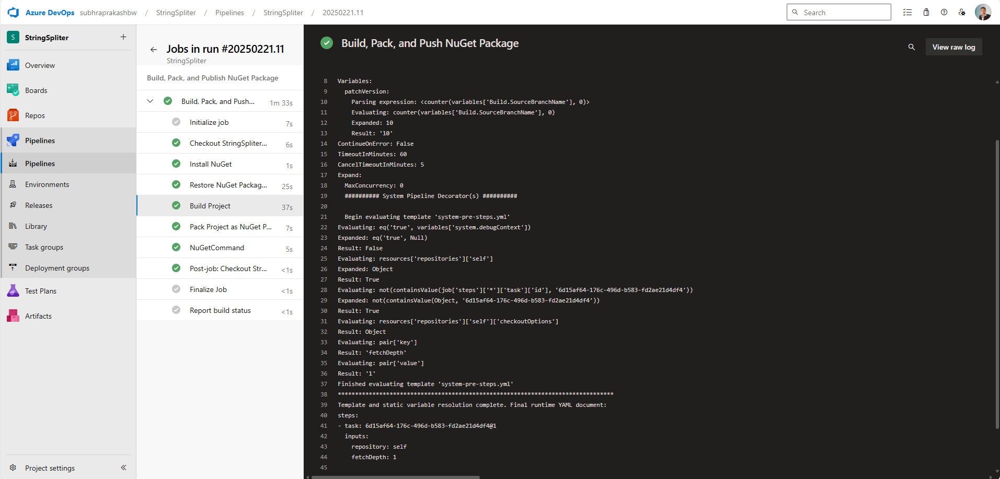 Azure DevOps subhraprakashbw / StringSpliter / Pipelines / StringSpliter / 20250221.11
Search
S StringSpliter +
Overview
Boards
Repos
Pipelines
Pipelines
Environments
Releases
Library
Task groups
Deployment groups
Test Plans
Artifacts
Project settings
Jobs in run #20250221.11
StringSpliter
Build, Pack, and Publish NuGet Package
Build, Pack, and Push... 1m 33s
Initialize job 7s
Checkout StringSpliter... 6s
Install NuGet 1s
Restore NuGet Packag... 25s
Build Project 37s
Pack Project as NuGet P... 7s
NuGetCommand 5s
Post-job: Checkout Str... <1s
Finalize Job <1s
Report build status <1s
Build, Pack, and Push NuGet Package
View raw log
8 Variables:
9 patchVersion:
10 Parsing expression: <counter(variables['Build.SourceBranchName'], 0)>
11 Evaluating: counter(variables['Build.SourceBranchName'], 0)
12 Expanded: 10
13 Result: '10'
14 ContinueOnError: False
15 TimeoutInMinutes: 60
16 CancelTimeoutInMinutes: 5
17 Expand:
18 MaxConcurrency: 0
19 ########## System Pipeline Decorator(s) ##########
20
21 Begin evaluating template 'system-pre-steps.yml'
22 Evaluating: eq('true', variables['system.debugContext'])
23 Expanded: eq('true', Null)
24 Result: False
25 Evaluating: resources['repositories']['self']
26 Expanded: Object
27 Result: True
28 Evaluating: not(containsValue(job['steps']['*']['task']['id'], '6d15af64-176c-496d-b583-fd2ae21d4df4'))
29 Expanded: not(containsValue(Object, '6d15af64-176c-496d-b583-fd2ae21d4df4'))
30 Result: True
31 Evaluating: resources['repositories']['self']['checkoutOptions']
32 Result: Object
33 Evaluating: pair['key']
34 Result: 'fetchDepth'
35 Evaluating: pair['value']
36 Result: '1'
37 Finished evaluating template 'system-pre-steps.yml'
38 ********************************************************************************
39 Template and static variable resolution complete. Final runtime YAML document:
40 steps:
41 - task: 6d15af64-176c-496d-b583-fd2ae21d4df4@1
42 inputs:
43 repository: self
44 fetchDepth: 1
45